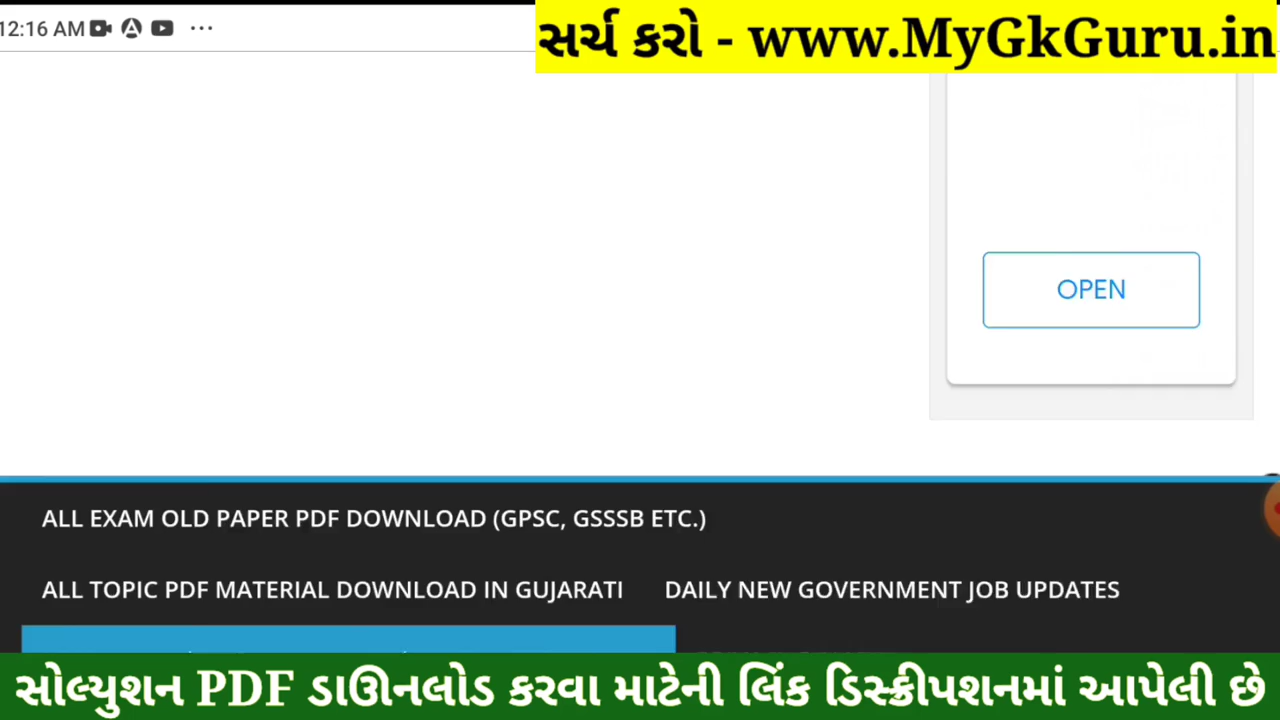 12:16 AM
સર્ચ કરો - www.MyGkGuru.in
OPEN
ALL EXAM OLD PAPER PDF DOWNLOAD (GPSC, GSSSB ETC.)
ALL TOPIC PDF MATERIAL DOWNLOAD IN GUJARATI DAILY NEW GOVERNMENT JOB UPDATES
સોલ્યુશન PDF ડાઊનલોડ કરવા માટેની લિંક ડિસ્ક્રીપશનમાં આપેલી છે